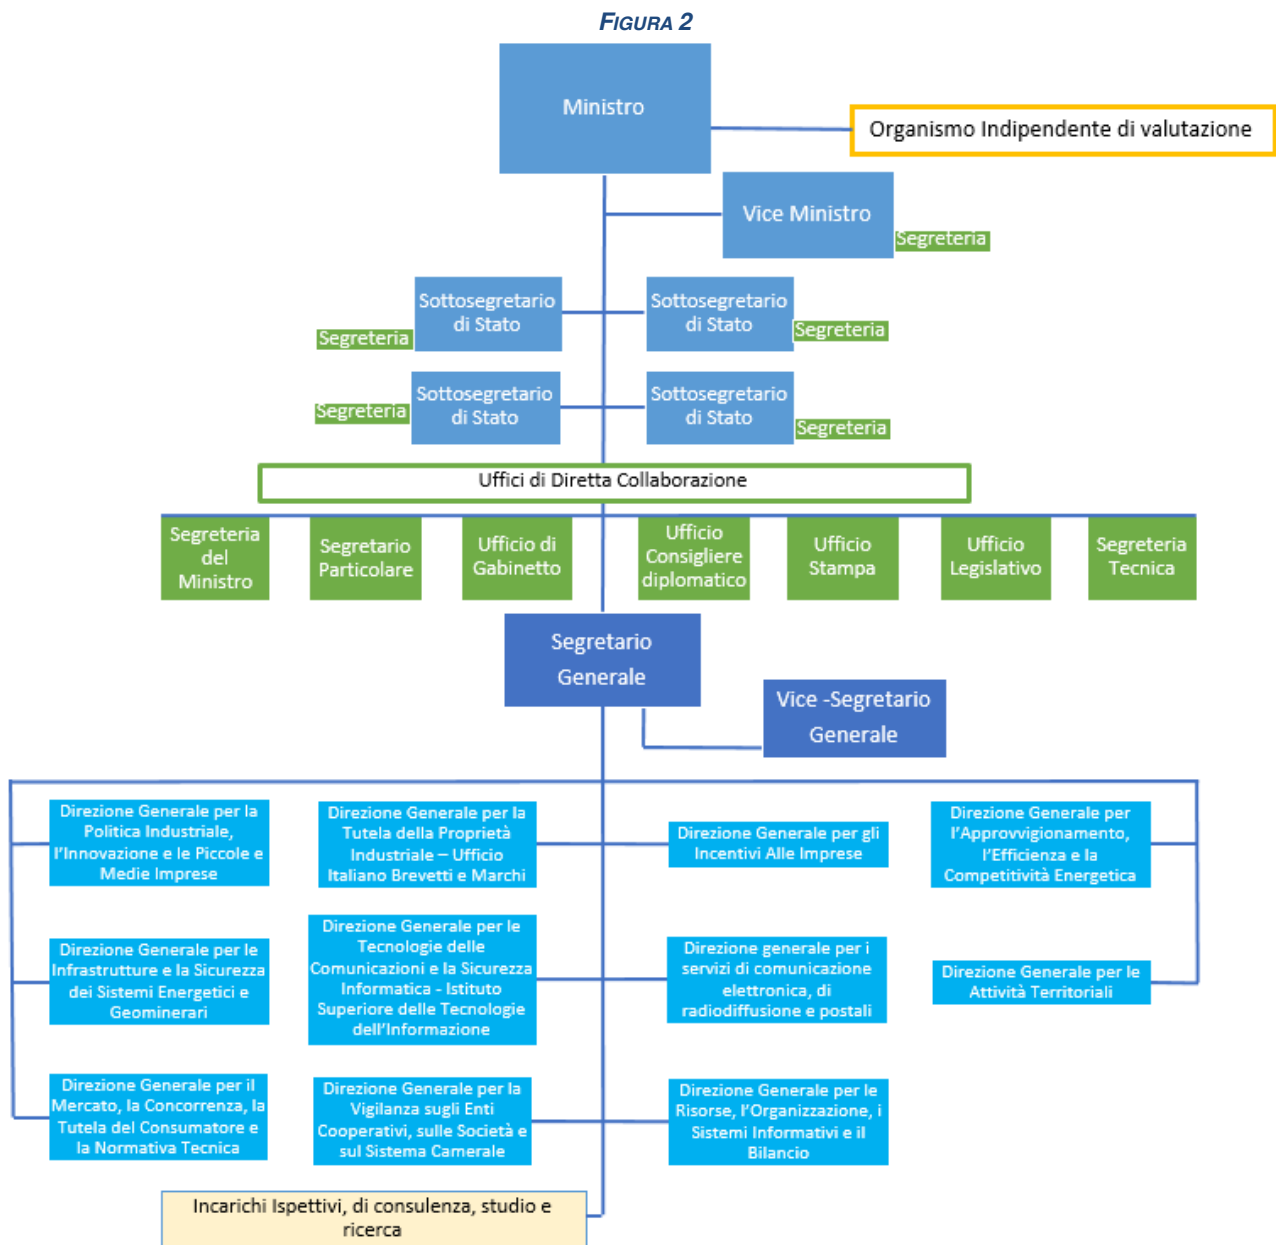 FIGURA 2
Ministro
Organismo Indipendente di valutazione
Vice Ministro
Segreteria
Sottosegretario
di Stato
Segreteria
Sottosegretario
di Stato
Segreteria
Sottosegretario
di Stato
Segreteria
Sottosegretario
di Stato
Segreteria
Uffici di Diretta Collaborazione
Segreteria
del
Ministro
Segretario
Particolare
Ufficio di
Gabinetto
Ufficio
Consigliere
diplomatico
Ufficio
Stampa
Ufficio
Legislativo
Segreteria
Tecnica
Segretario
Generale
Vice -Segretario
Generale
Direzione Generale per la
Politica Industriale,
l'Innovazione e le Piccole e
Medie Imprese
Direzione Generale per la
Tutela della Proprietà
Industriale – Ufficio
Italiano Brevetti e Marchi
Direzione Generale per gli
Incentivi Alle Imprese
Direzione Generale per
l'Approvvigionamento,
l'Efficienza e la
Competitività Energetica
Direzione Generale per le
Infrastrutture e la Sicurezza
dei Sistemi Energetici e
Geominerari
Direzione Generale per le
Tecnologie delle
Comunicazioni e la Sicurezza
Informatica - Istituto
Superiore delle Tecnologie
dell'Informazione
Direzione generale per i
servizi di comunicazione
elettronica, di
radiodiffusione e postali
Direzione Generale per le
Attività Territoriali
Direzione Generale per il
Mercato, la Concorrenza, la
Tutela del Consumatore e
la Normativa Tecnica
Direzione Generale per la
Vigilanza sugli Enti
Cooperativi, sulle Società e
sul Sistema Camerale
Direzione Generale per le
Risorse, l'Organizzazione, i
Sistemi Informativi e il
Bilancio
Incarichi Ispettivi, di consulenza, studio e
ricerca